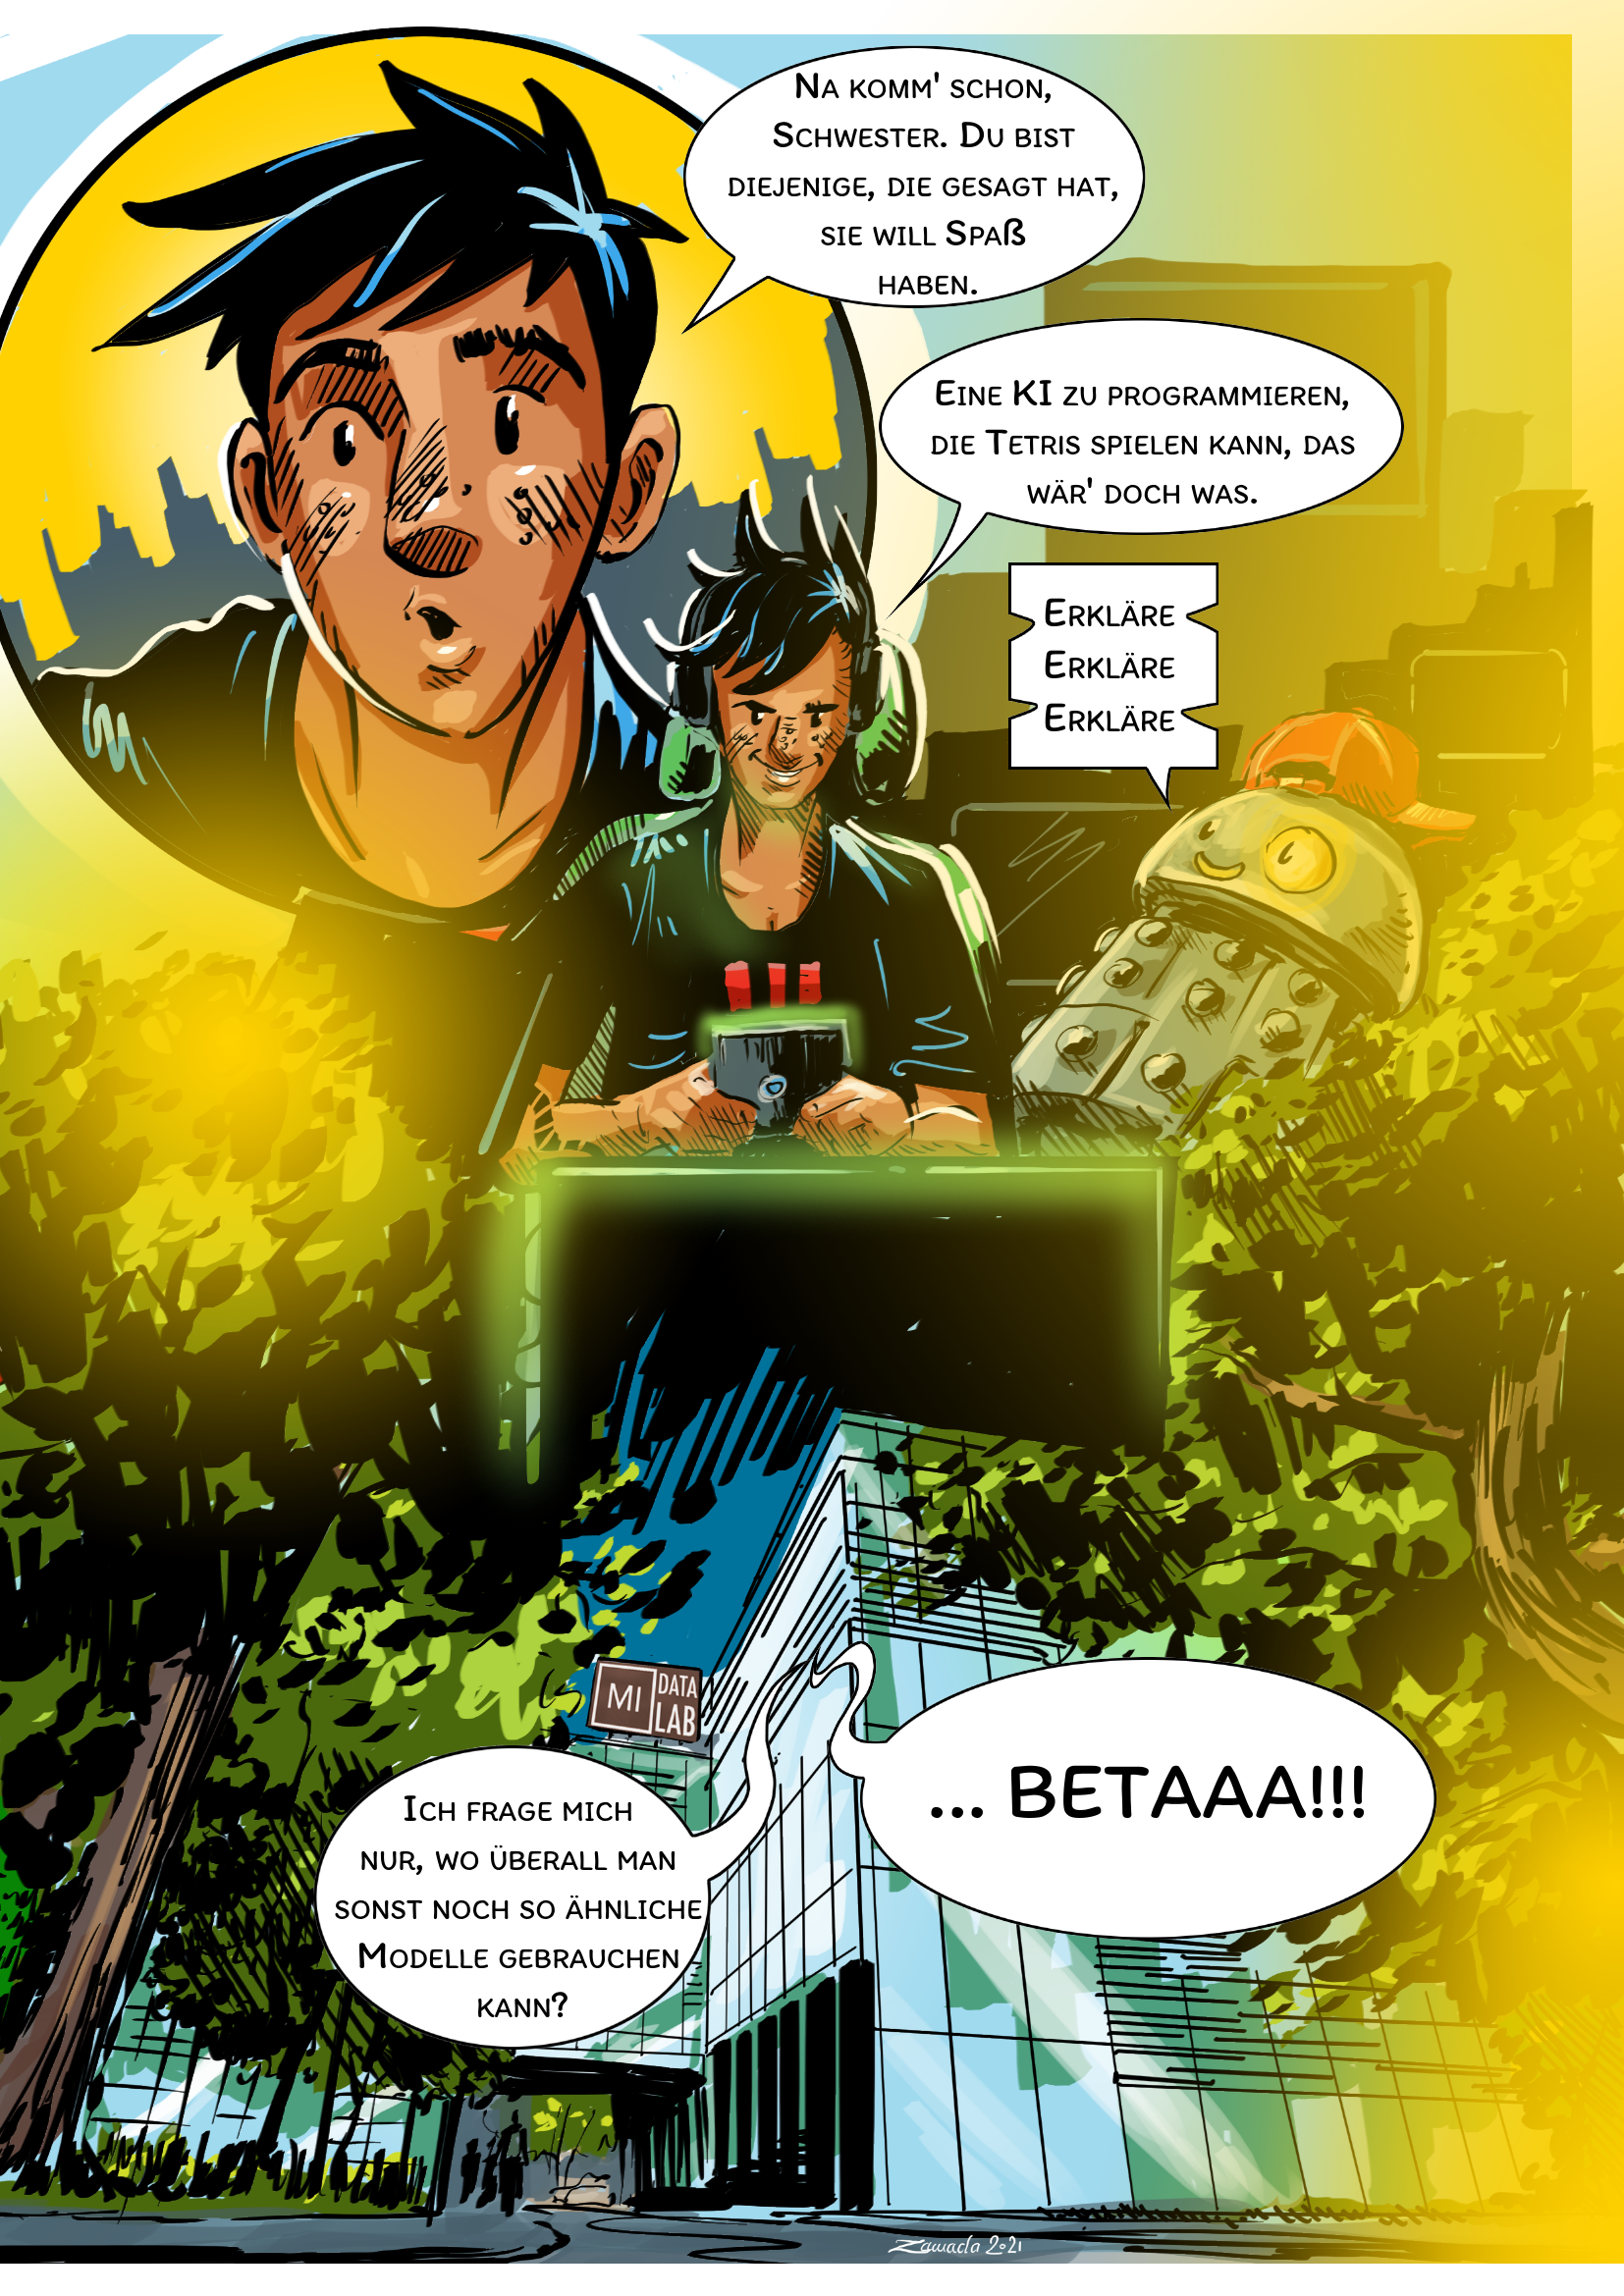 Na komm' schon,
Schwester. Du bist
diejenige, die gesagt hat,
sie will Spaß
haben.
Eine KI zu programmieren,
die Tetris spielen kann, das
wär' doch was.
Erkläre
Erkläre
Erkläre
MI DATA
LAB
... BETAAA!!!
Ich frage mich
nur, wo überall man
sonst noch so ähnliche
Modelle gebrauchen
kann?
Zawada 2021